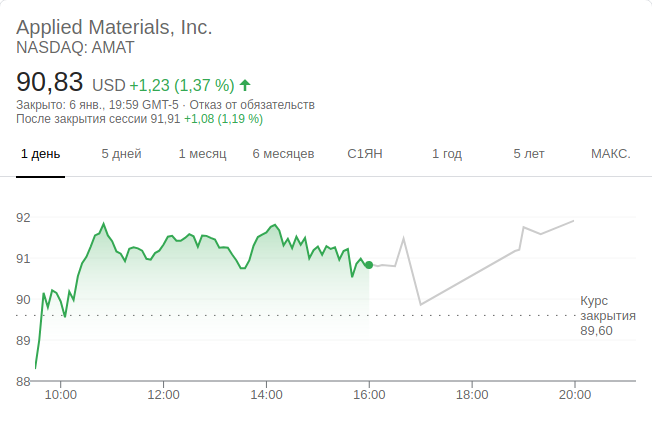 Applied Materials, Inc.
NASDAQ: AMAT
90,83 USD +1,23 (1,37 %)
Закрыто: 6 янв., 19:59 GMT-5 · Отказ от обязательств
После закрытия сессии 91,91 +1,08 (1,19 %)
1 день 5 дней 1 месяц 6 месяцев С1ЯН 1 год 5 лет МАКС.
92
91
90
Курс
закрытия
89,60
89
88
10:00 12:00 14:00 16:00 18:00 20:00